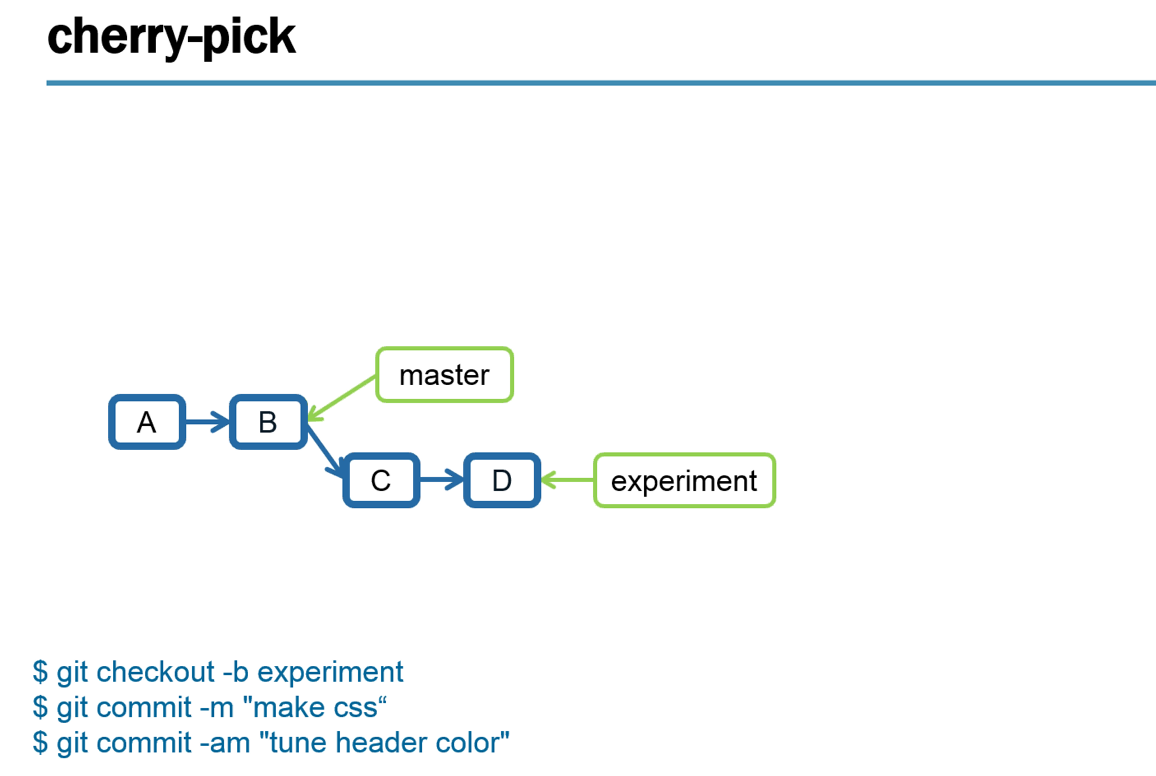 cherry-pick
master
A
B
C
D
experiment
$ git checkout -b experiment
$ git commit -m "make css“
$ git commit -am "tune header color"